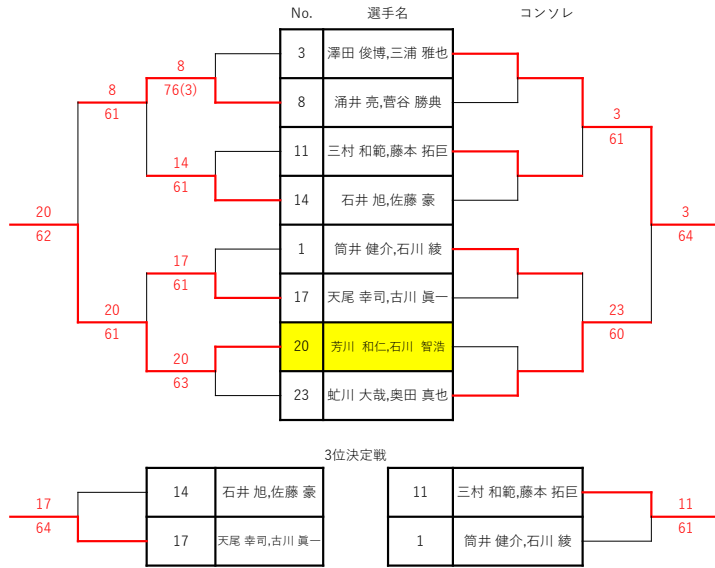 No. 選手名 コンソレ
3 澤田 俊博,三浦 雅也
8
76(3)
8
61
8 涌井 亮,菅谷 勝典
3
61
11 三村 和範,藤本 拓巨
14
61
14 石井 旭,佐藤 豪
20
62
3
64
1 筒井 健介,石川 綾
17
61
17 天尾 幸司,古川 眞一
20
61
23
60
20 芳川 和仁,石川 智浩
20
63
23 虻川 大哉,奥田 真也
3位決定戦
14 石井 旭,佐藤 豪
17
64
17 天尾 幸司,古川 眞一
11 三村 和範,藤本 拓巨
11
61
1 筒井 健介,石川 綾